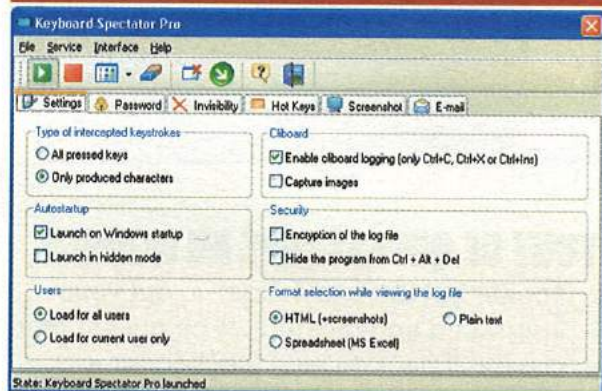 Keyboard Spectator Pro
File Service Interface Help
Settings Password Invisibility Hot Keys Screenshot E-mail
Type of intercepted keystrokes
All pressed keys
Only produced characters
Cliboard
Enable cliboard logging (only Ctrl+C, Ctrl+X or Ctrl+Ins)
Capture images
Autostartup
Launch on Windows startup
Launch in hidden mode
Security
Encryption of the log file
Hide the program from Ctrl + Alt + Del
Users
Load for all users
Load for current user only
Format selection while viewing the log file
HTML (+screenshots) Plain text
Spreadsheet (MS Excel)
State: Keyboard Spectator Pro launched